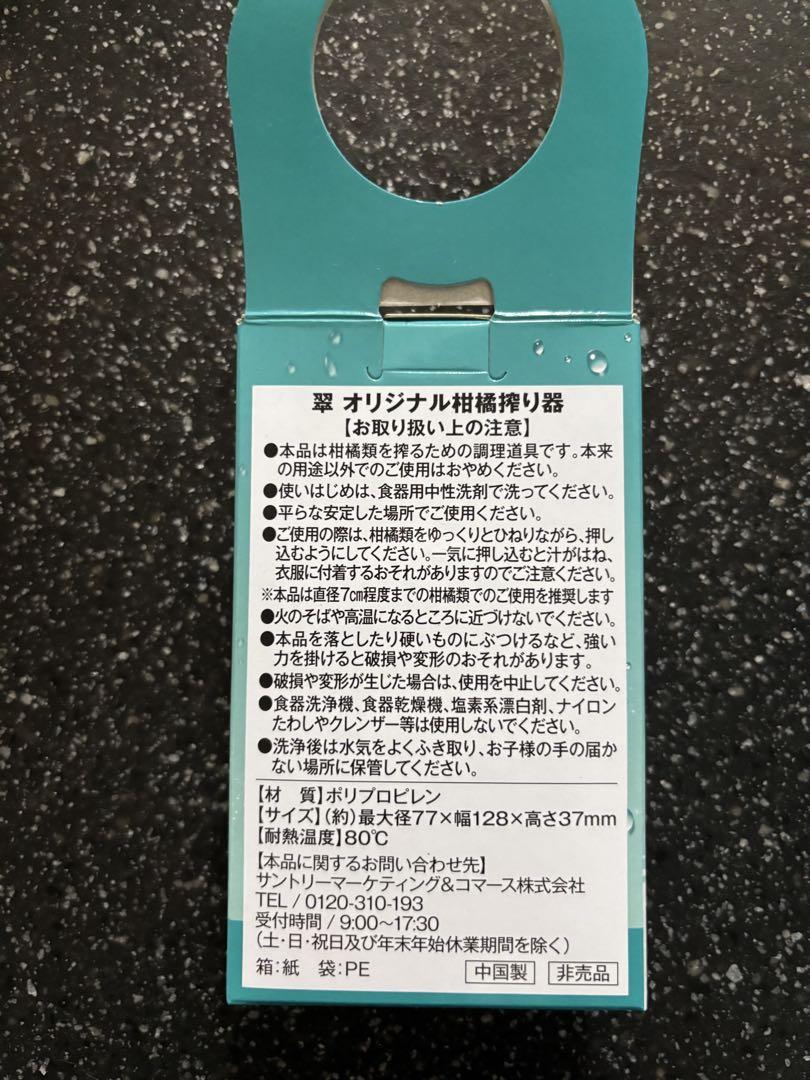 翠 オリジナル柑橘搾り器
【お取り扱い上の注意】
●本品は柑橘類を搾るための調理道具です。本来
の用途以外でのご使用はおやめください。
●使いはじめは、食器用中性洗剤で洗ってください。
●平らな安定した場所でご使用ください。
●ご使用の際は、柑橘類をゆっくりとひねりながら、押し
込むようにしてください。一気に押し込むと汁がはね、
衣服に付着するおそれがありますのでご注意ください。
※本品は直径7cm程度までの柑橘類でのご使用を推奨します
●火のそばや高温になるところに近づけないでください。
●本品を落としたり硬いものにぶつけるなど、強い
力を掛けると破損や変形のおそれがあります。
●破損や変形が生じた場合は、使用を中止してください。
●食器洗浄機、食器乾燥機、塩素系漂白剤、ナイロン
たわしやクレンザー等は使用しないでください。
●洗浄後は水気をよくふき取り、お子様の手の届か
ない場所に保管してください。
【材 質】ポリプロピレン
【サイズ】(約)最大径77×幅128×高さ37mm
【耐熱温度】80℃
【本品に関するお問い合わせ先】
サントリーマーケティング&コマース株式会社
TEL / 0120-310-193
受付時間 / 9:00〜17:30
(土・日・祝日及び年末年始休業期間を除く)
箱:紙 袋:PE 中国製 非売品